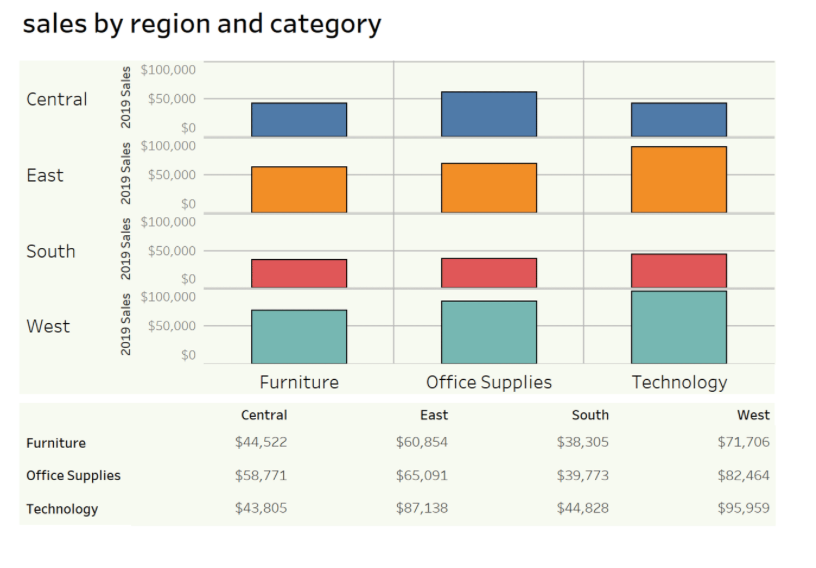 sales by region and category
Central
2019 Sales
$100,000
$50,000
$0
East
2019 Sales
$100,000
$50,000
$0
South
2019 Sales
$100,000
$50,000
$0
West
2019 Sales
$100,000
$50,000
$0
Furniture Office Supplies Technology
Central East South West
Furniture $44,522 $60,854 $38,305 $71,706
Office Supplies $58,771 $65,091 $39,773 $82,464
Technology $43,805 $87,138 $44,828 $95,959